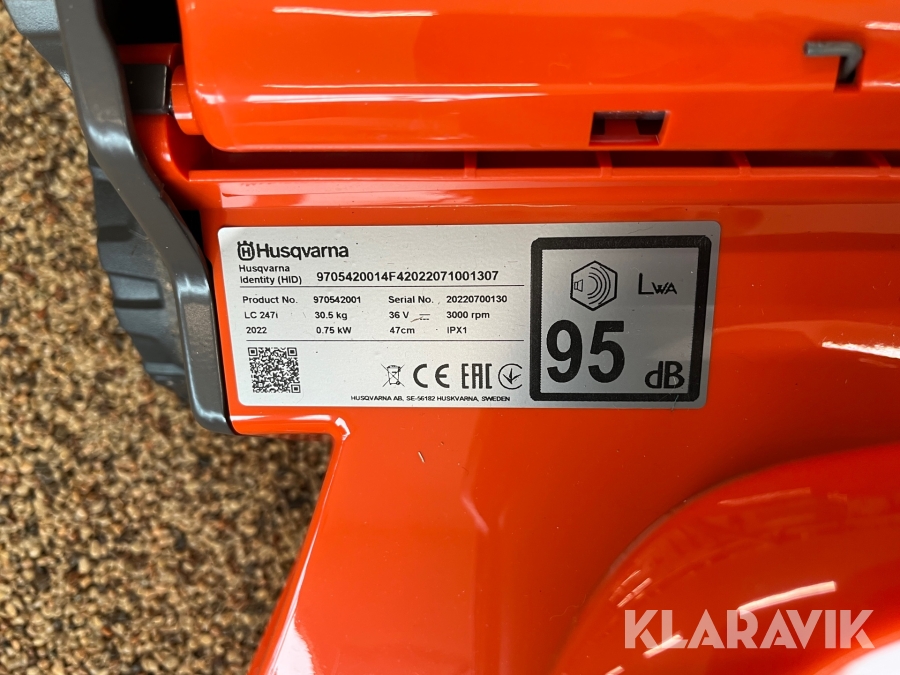 Husqvarna
Husqvarna
Identity (HID) 9705420014F42022071001307
Product No. 970542001 Serial No. 20220700130
LC 247i 30.5 kg 36 V 3000 rpm
2022 0.75 kW 47cm IPX1
CE EAC
HUSQVARNA AB, SE-56182 HUSKVARNA, SWEDEN
LWA
95 dB
KLARAVIK